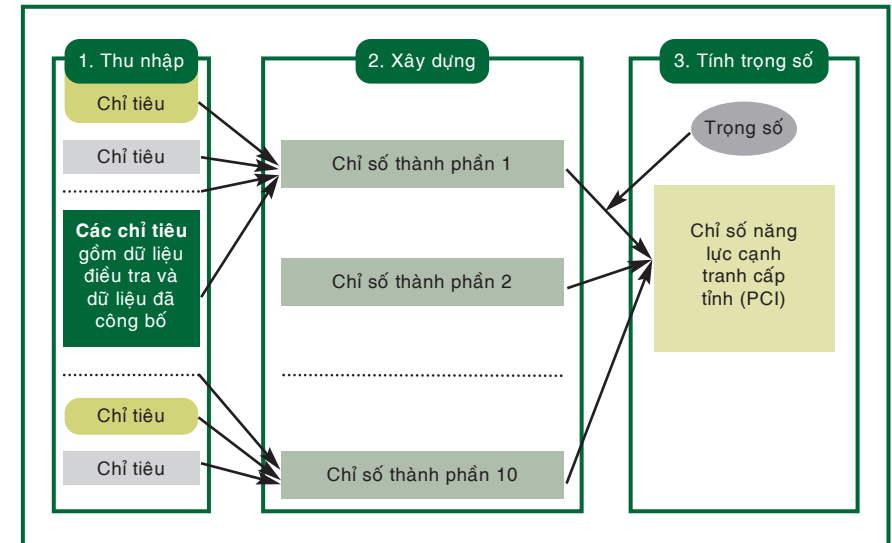 1. Thu nhập
Chỉ tiêu
Chỉ tiêu
Các chỉ tiêu
gồm dữ liệu
điều tra và
dữ liệu đã
công bố
Chỉ tiêu
Chỉ tiêu
2. Xây dựng
Chỉ số thành phần 1
Chỉ số thành phần 2
Chỉ số thành phần 10
3. Tính trọng số
Trọng số
Chỉ số năng
lực cạnh
tranh cấp
tỉnh (PCI)